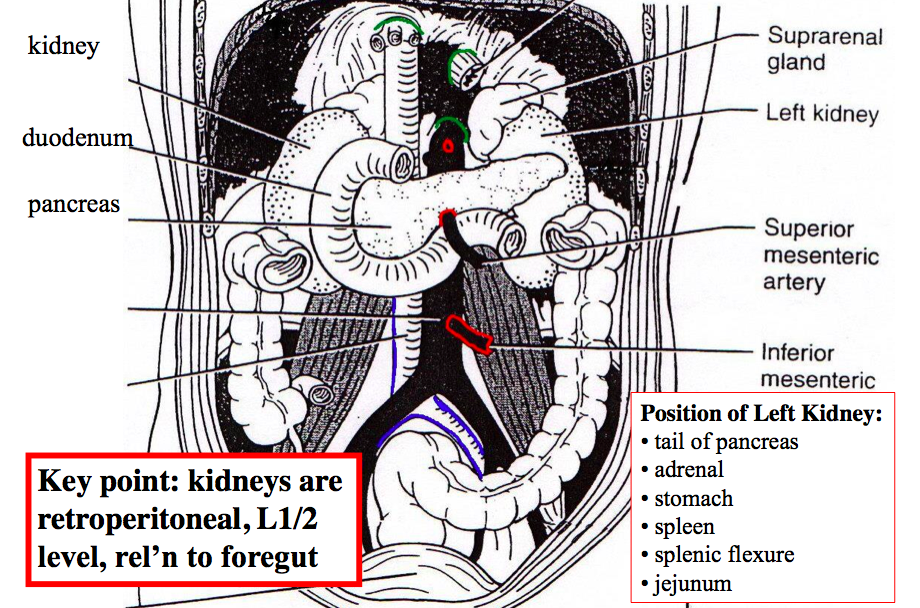 kidney
duodenum
pancreas
Suprarenal
gland
Left kidney
Superior
mesenteric
artery
Inferior
mesenteric
Key point: kidneys are
retroperitoneal, L1/2
level, rel’n to foregut
Position of Left Kidney:
• tail of pancreas
• adrenal
• stomach
• spleen
• splenic flexure
• jejunum